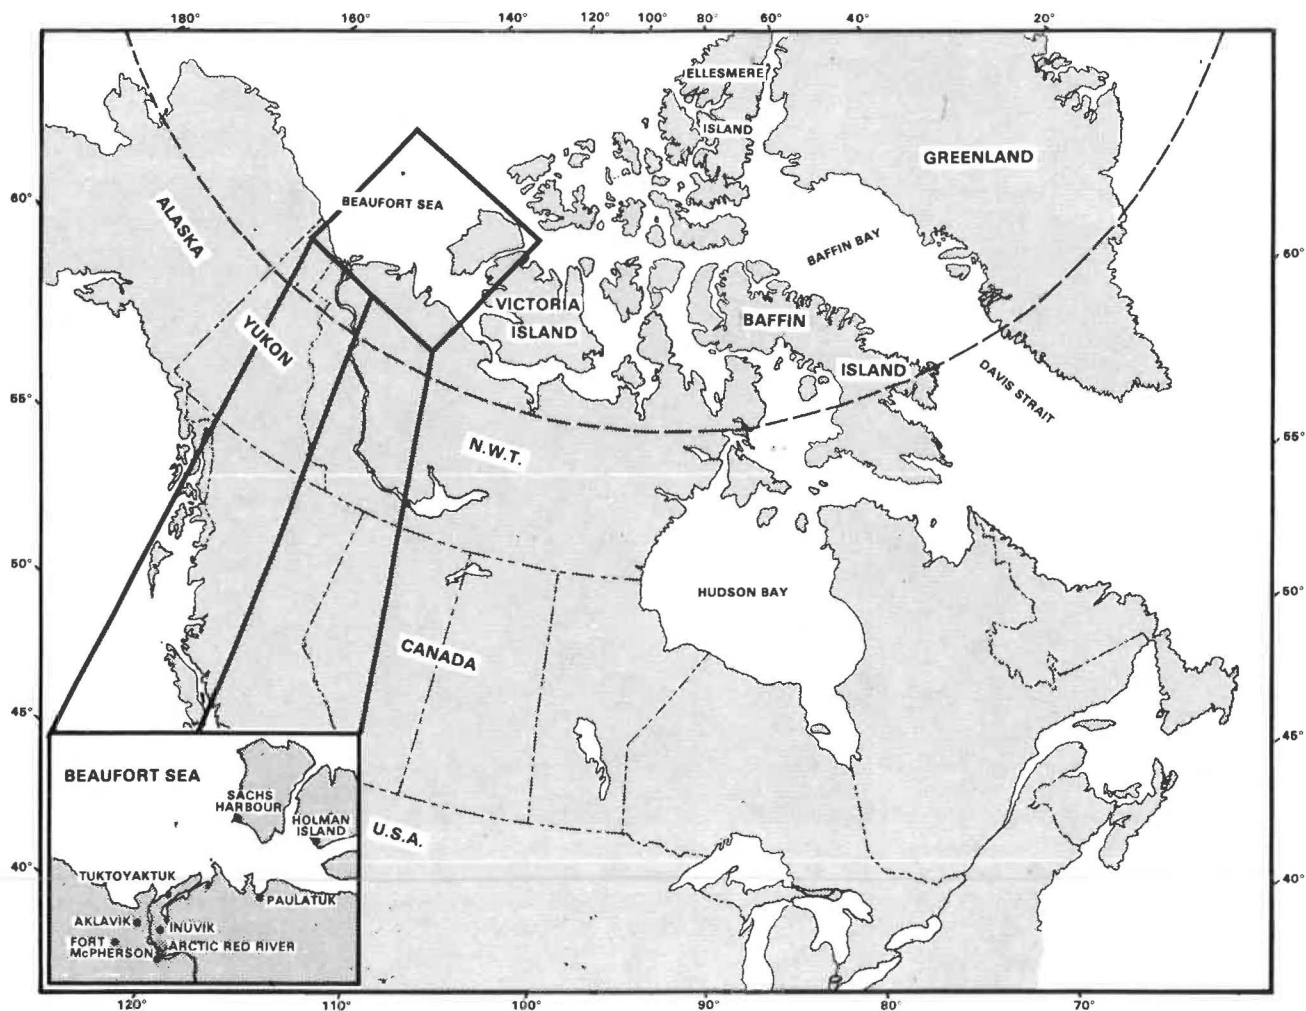 180° 160° 140° 120° 100° 80° 60° 40° 20°
ELLESMERE
ISLAND
GREENLAND
60°
BEAUFORT SEA
ALASKA
BAFFIN BAY
60°
VICTORIA
ISLAND
BAFFIN
YUKON
ISLAND
DAVIS STRAIT
55°
N.W.T.
55°
50°
HUDSON BAY
50°
CANADA
45°
45°
BEAUFORT SEA
SACHS
HARBOUR
HOLMAN
ISLAND
U.S.A.
40°
TUKTOYAKTUK
40°
PAULATUK
AKLAVIK
INUVIK
FORT
McPHERSON
ARCTIC RED RIVER
120° 110° 100° 90° 80° 70°